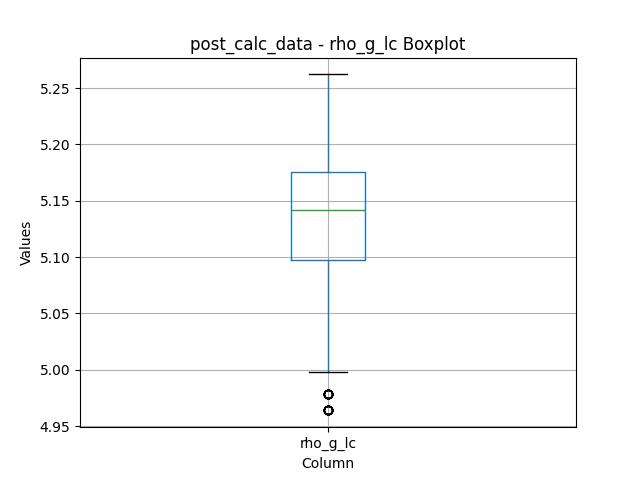 post_calc_data - rho_g_lc Boxplot
5.25
5.20
5.15
5.10
5.05
5.00
4.95
Values
rho_g_lc
Column